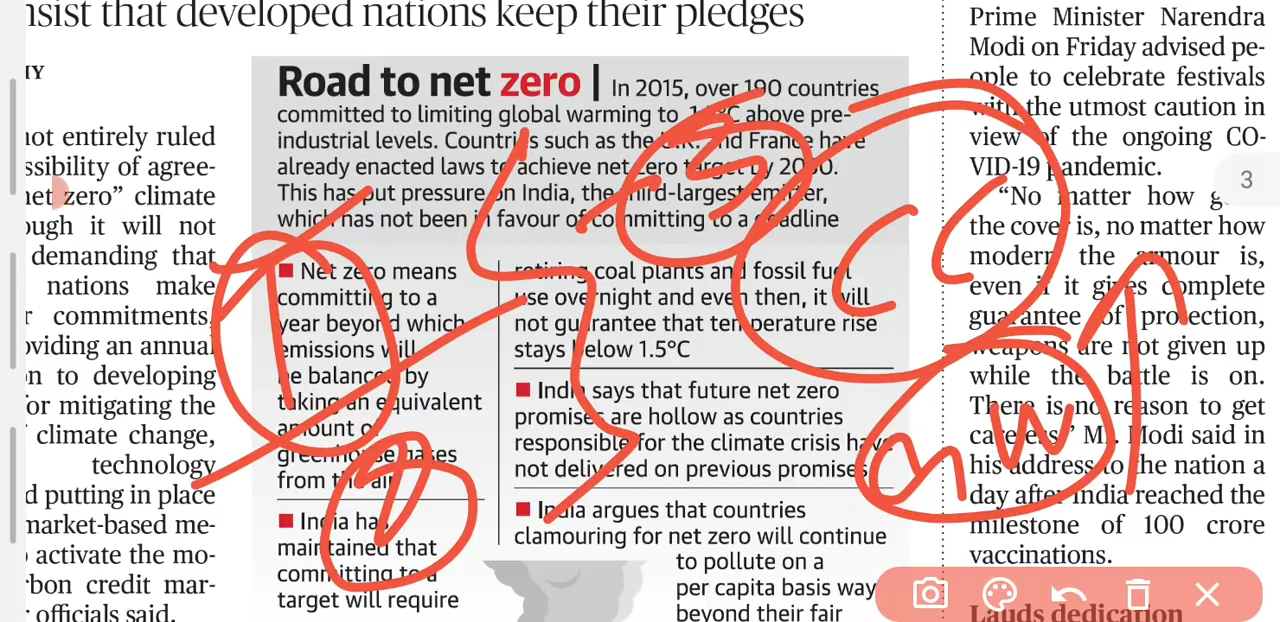 nsist that developed nations keep their pledges
IY
not entirely ruled
ssibility of agree-
net zero" climate
ough it will not
demanding that
nations make
r commitments,
oviding an annual
n to developing
or mitigating the
climate change,
technology
d putting in place
market-based me-
activate the mo-
rbon credit mar-
officials said.
Road to net zero | In 2015, over 190 countries
committed to limiting global warming to above pre-
industrial levels. Countries such as the U.K. and France have
already enacted laws to achieve net zero target by 2050.
This has put pressure on India, the third-largest emitter,
which has not been in favour of committing to a deadline
Net zero means
committing to a
year beyond which
emissions will
be balanced by
taking an equivalent
amount of
greenhouse gases
from the air
India has
maintained that
committing to a
target will require
retiring coal plants and fossil fuel
use overnight and even then, it will
not guarantee that temperature rise
stays below 1.5°C
India says that future net zero
promises are hollow as countries
responsible for the climate crisis have
not delivered on previous promises
India argues that countries
clamouring for net zero will continue
to pollute on a
per capita basis way
beyond their fair
Prime Minister Narendra
Modi on Friday advised pe-
ople to celebrate festivals
with the utmost caution in
view of the ongoing CO-
VID-19 pandemic.
"No matter how
the cover is, no matter how
modern the armour is,
even if it gives complete
guarantee of protection,
weapons are not given up
while the battle is on.
There is no reason to get
careless," Mr. Modi said in
his address to the nation a
day after India reached the
milestone of 100 crore
vaccinations.
Lauds dedication
3